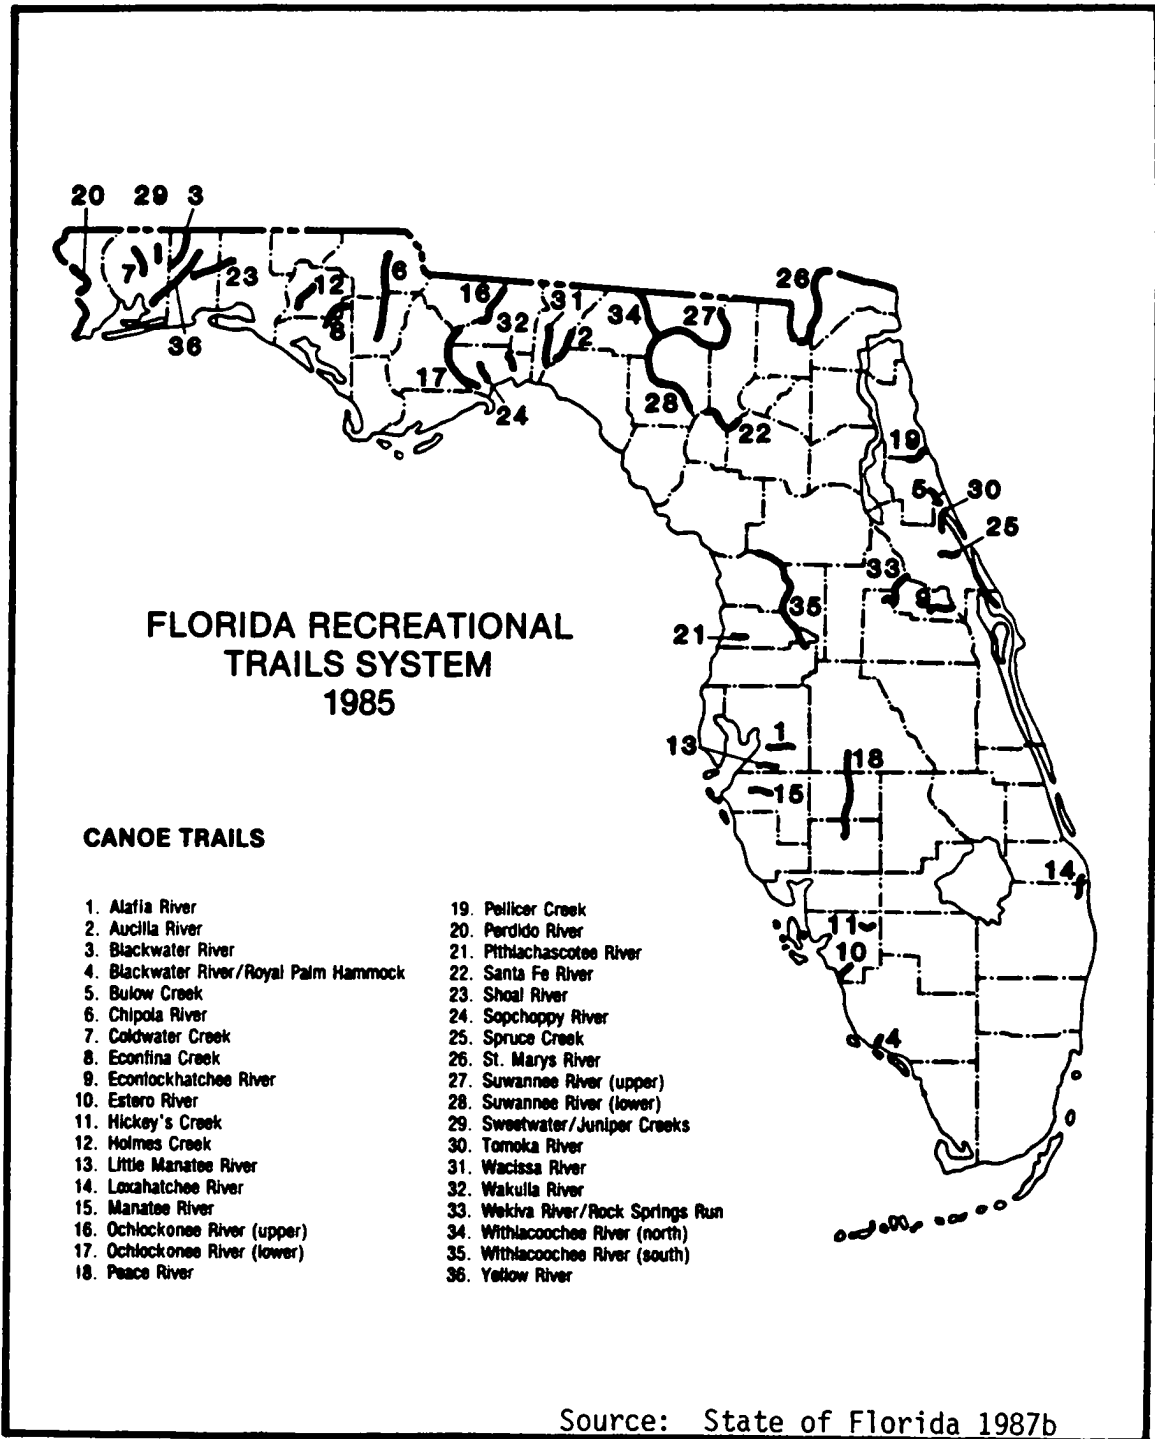 20 29 3
26
7
23
6
12
16
31
34
27
8
32
2
36
17
28
24
22
19
5
30
25
33
9
35
21
FLORIDA RECREATIONAL
TRAILS SYSTEM
1985
1
13
18
15
14
11
10
4
CANOE TRAILS
1. Alafia River
2. Aucilla River
3. Blackwater River
4. Blackwater River/Royal Palm Hammock
5. Bulow Creek
6. Chipola River
7. Coldwater Creek
8. Econfina Creek
9. Econlockhatchee River
10. Estero River
11. Hickey's Creek
12. Holmes Creek
13. Little Manatee River
14. Loxahatchee River
15. Manatee River
16. Ochlockonee River (upper)
17. Ochlockonee River (lower)
18. Peace River
19. Pellicer Creek
20. Perdido River
21. Pithlachascotee River
22. Santa Fe River
23. Shoal River
24. Sopchoppy River
25. Spruce Creek
26. St. Marys River
27. Suwannee River (upper)
28. Suwannee River (lower)
29. Sweetwater/Juniper Creeks
30. Tomoka River
31. Wacissa River
32. Wakulla River
33. Wekiva River/Rock Springs Run
34. Withlacoochee River (north)
35. Withlacoochee River (south)
36. Yellow River
Source: State of Florida 1987b